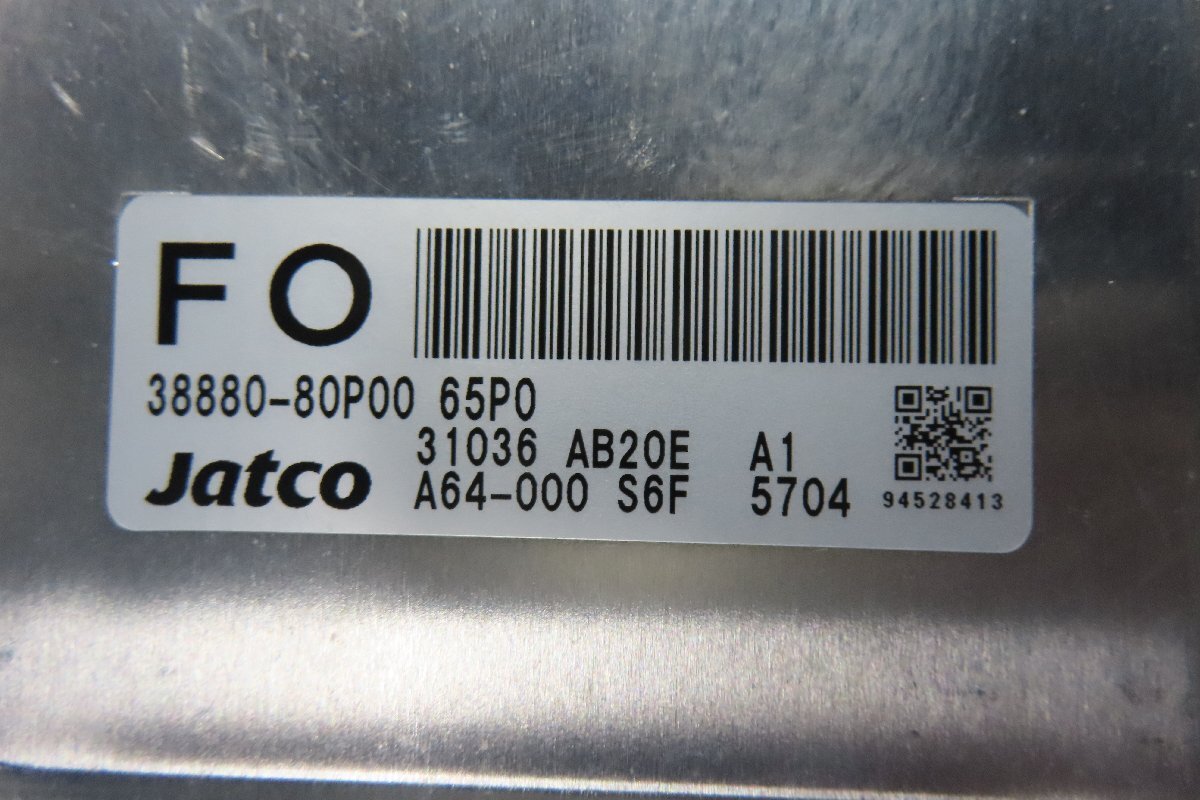 FO
38880-80P00 65P0
31036 AB20E A1
Jatco A64-000 S6F 5704
94528413